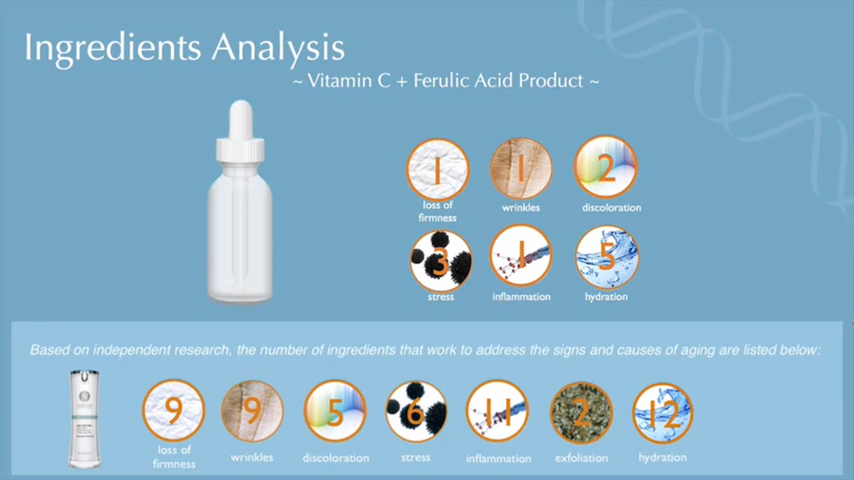 Ingredients Analysis
~ Vitamin C + Ferulic Acid Product ~
1
1
2
loss of
firmness
wrinkles
discoloration
3
1
5
stress
inflammation
hydration
Based on independent research, the number of ingredients that work to address the signs and causes of aging are listed below:
9
9
5
6
11
2
12
loss of
firmness
wrinkles
discoloration
stress
inflammation
exfoliation
hydration